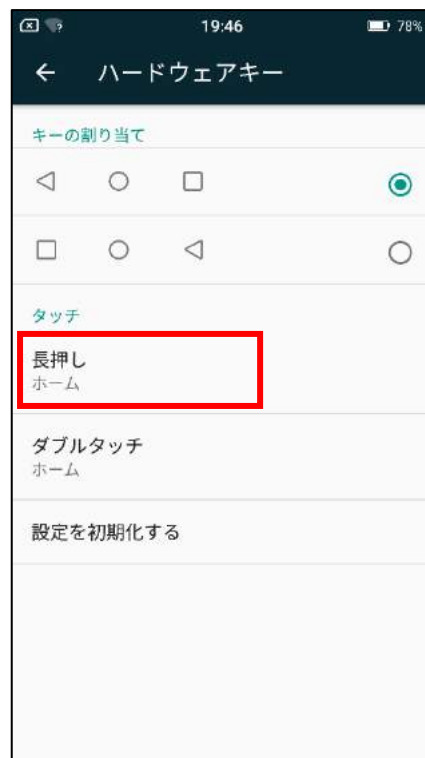 19:46
78%
ハードウェアキー
キーの割り当て
タッチ
長押し
ホーム
ダブルタッチ
ホーム
設定を初期化する